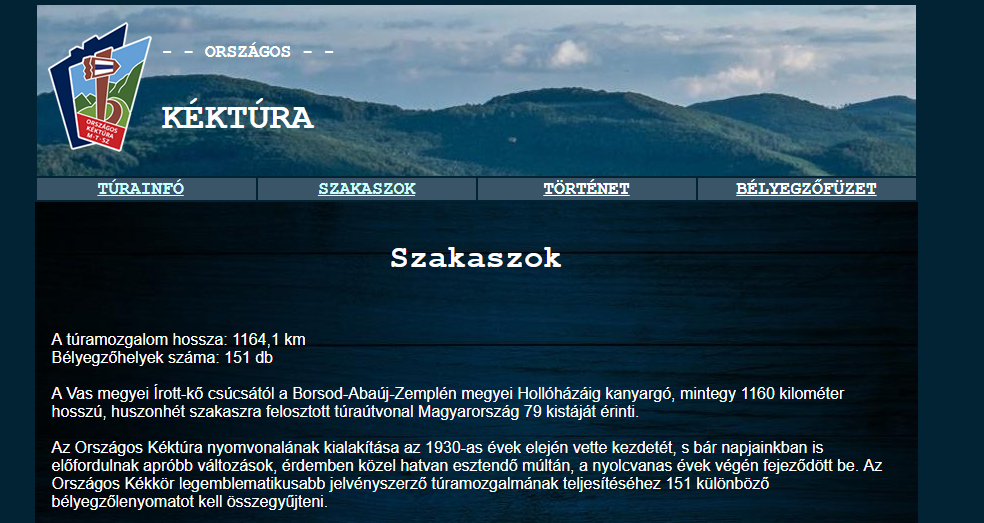 - - ORSZÁGOS - -
KÉKTÚRA
ORSZÁGOS
KÉKTÚRA
M·T·SZ
TÚRAINFÓ
SZAKASZOK
TÖRTÉNET
BÉLYEGZŐFÜZET
Szakaszok
A túramozgalom hossza: 1164,1 km
Bélyegzőhelyek száma: 151 db
A Vas megyei Írott-kő csúcsától a Borsod-Abaúj-Zemplén megyei Hollóházáig kanyargó, mintegy 1160 kilométer
hosszú, huszonhét szakaszra felosztott túraútvonal Magyarország 79 kistáját érinti.
Az Országos Kéktúra nyomvonalának kialakítása az 1930-as évek elején vette kezdetét, s bár napjainkban is
előfordulnak apróbb változások, érdemben közel hatvan esztendő múltán, a nyolcvanas évek végén fejeződött be. Az
Országos Kékkör legemblematikusabb jelvényszerző túramozgalmának teljesítéséhez 151 különböző
bélyegzőlenyomatot kell összegyűjteni.